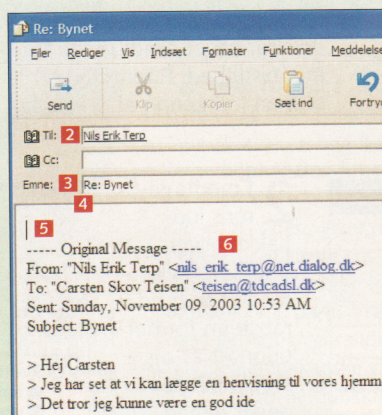 Re: Bynet
Filer Rediger Vis Indsæt Formater Funktioner Meddelelse
Send Klip Kopier Sæt ind Fortry
Til: 2 Nils Erik Terp
Cc:
Emne: 3 Re: Bynet
4
5
----- Original Message ----- 6
From: "Nils Erik Terp" <nils_erik_terp@net.dialog.dk>
To: "Carsten Skov Teisen" <teisen@tdcadsl.dk>
Sent: Sunday, November 09, 2003 10:53 AM
Subject: Bynet
> Hej Carsten
> Jeg har set at vi kan lægge en henvisning til vores hjemm
> Det tror jeg kunne være en god ide